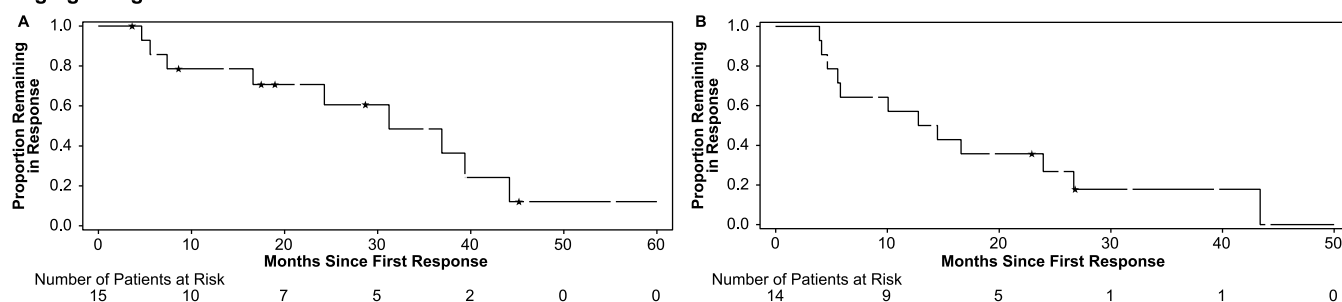 A
Proportion Remaining
in Response
1.0
0.8
0.6
0.4
0.2
0.0
0 10 20 30 40 50 60
Months Since First Response
Number of Patients at Risk
15 10 7 5 2 0 0
B
Proportion Remaining
in Response
1.0
0.8
0.6
0.4
0.2
0.0
0 10 20 30 40 50
Months Since First Response
Number of Patients at Risk
14 9 5 1 1 0